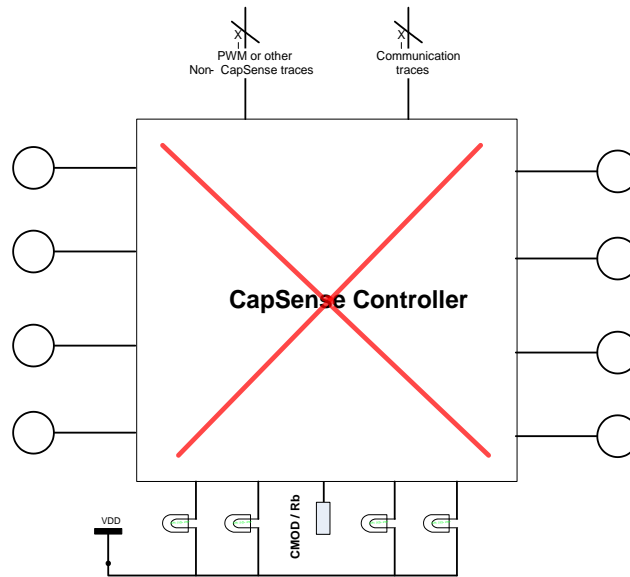 X
X
PWM or other
Non- CapSense traces
Communication
traces
CapSense Controller
CMOD / Rb
VDD